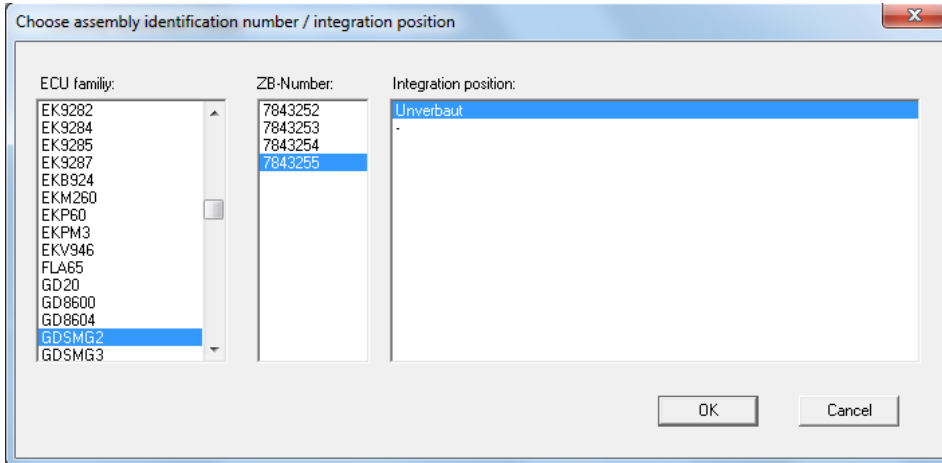 Choose assembly identification number / integration position
ECU familiy:
EK9282
EK9284
EK9285
EK9287
EKB924
EKM260
EKP60
EKPM3
EKV946
FLA65
GD20
GD8600
GD8604
GDSMG2
GDSMG3
ZB-Number:
7843252
7843253
7843254
7843255
Integration position:
Unverbaut
-
OK
Cancel